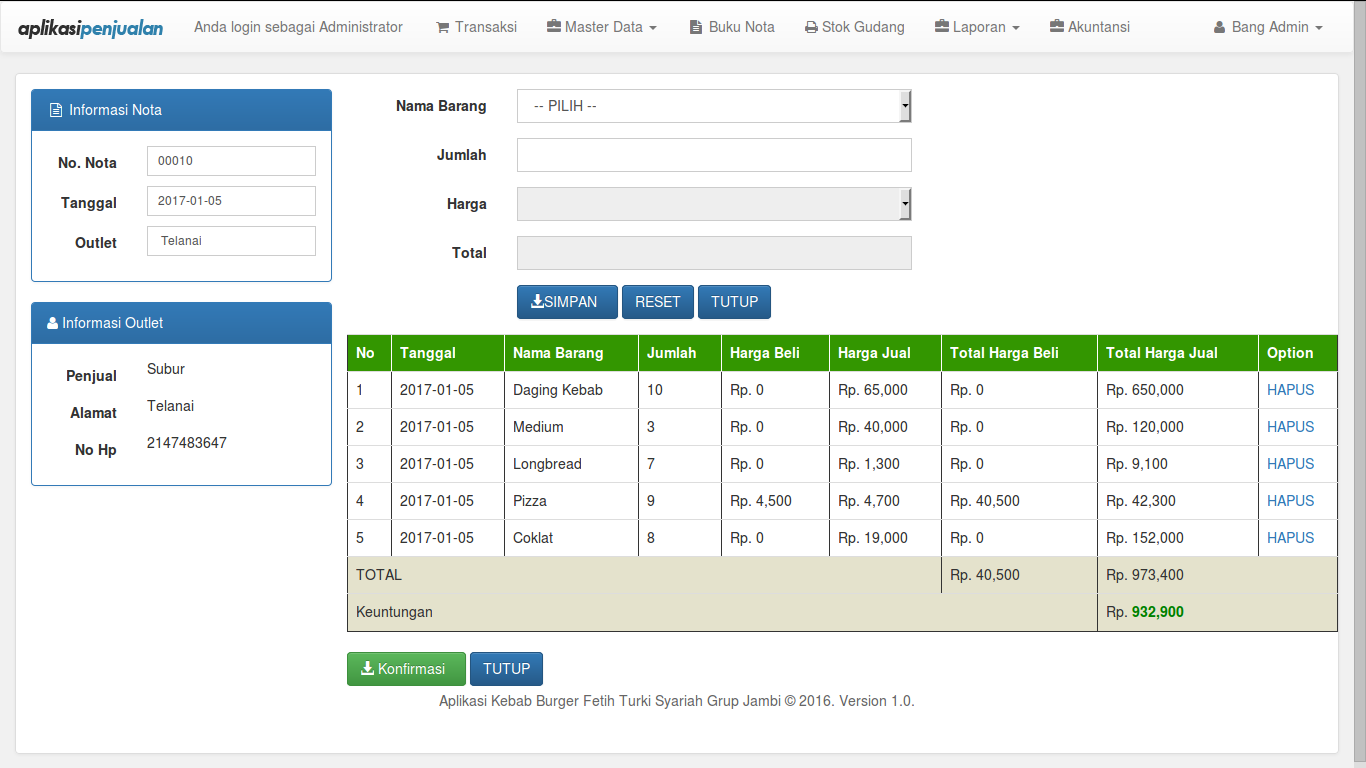 aplikasipenjualan Anda login sebagai Administrator Transaksi Master Data Buku Nota Stok Gudang Laporan Akuntansi Bang Admin
Informasi Nota
No. Nota 00010
Tanggal 2017-01-05
Outlet Telanai
Informasi Outlet
Penjual Subur
Alamat Telanai
No Hp 2147483647
Nama Barang -- PILIH --
Jumlah
Harga
Total
SIMPAN RESET TUTUP
No Tanggal Nama Barang Jumlah Harga Beli Harga Jual Total Harga Beli Total Harga Jual Option
1 2017-01-05 Daging Kebab 10 Rp. 0 Rp. 65,000 Rp. 0 Rp. 650,000 HAPUS
2 2017-01-05 Medium 3 Rp. 0 Rp. 40,000 Rp. 0 Rp. 120,000 HAPUS
3 2017-01-05 Longbread 7 Rp. 0 Rp. 1,300 Rp. 0 Rp. 9,100 HAPUS
4 2017-01-05 Pizza 9 Rp. 4,500 Rp. 4,700 Rp. 40,500 Rp. 42,300 HAPUS
5 2017-01-05 Coklat 8 Rp. 0 Rp. 19,000 Rp. 0 Rp. 152,000 HAPUS
TOTAL Rp. 40,500 Rp. 973,400
Keuntungan Rp. 932,900
Konfirmasi TUTUP
Aplikasi Kebab Burger Fetih Turki Syariah Grup Jambi © 2016. Version 1.0.